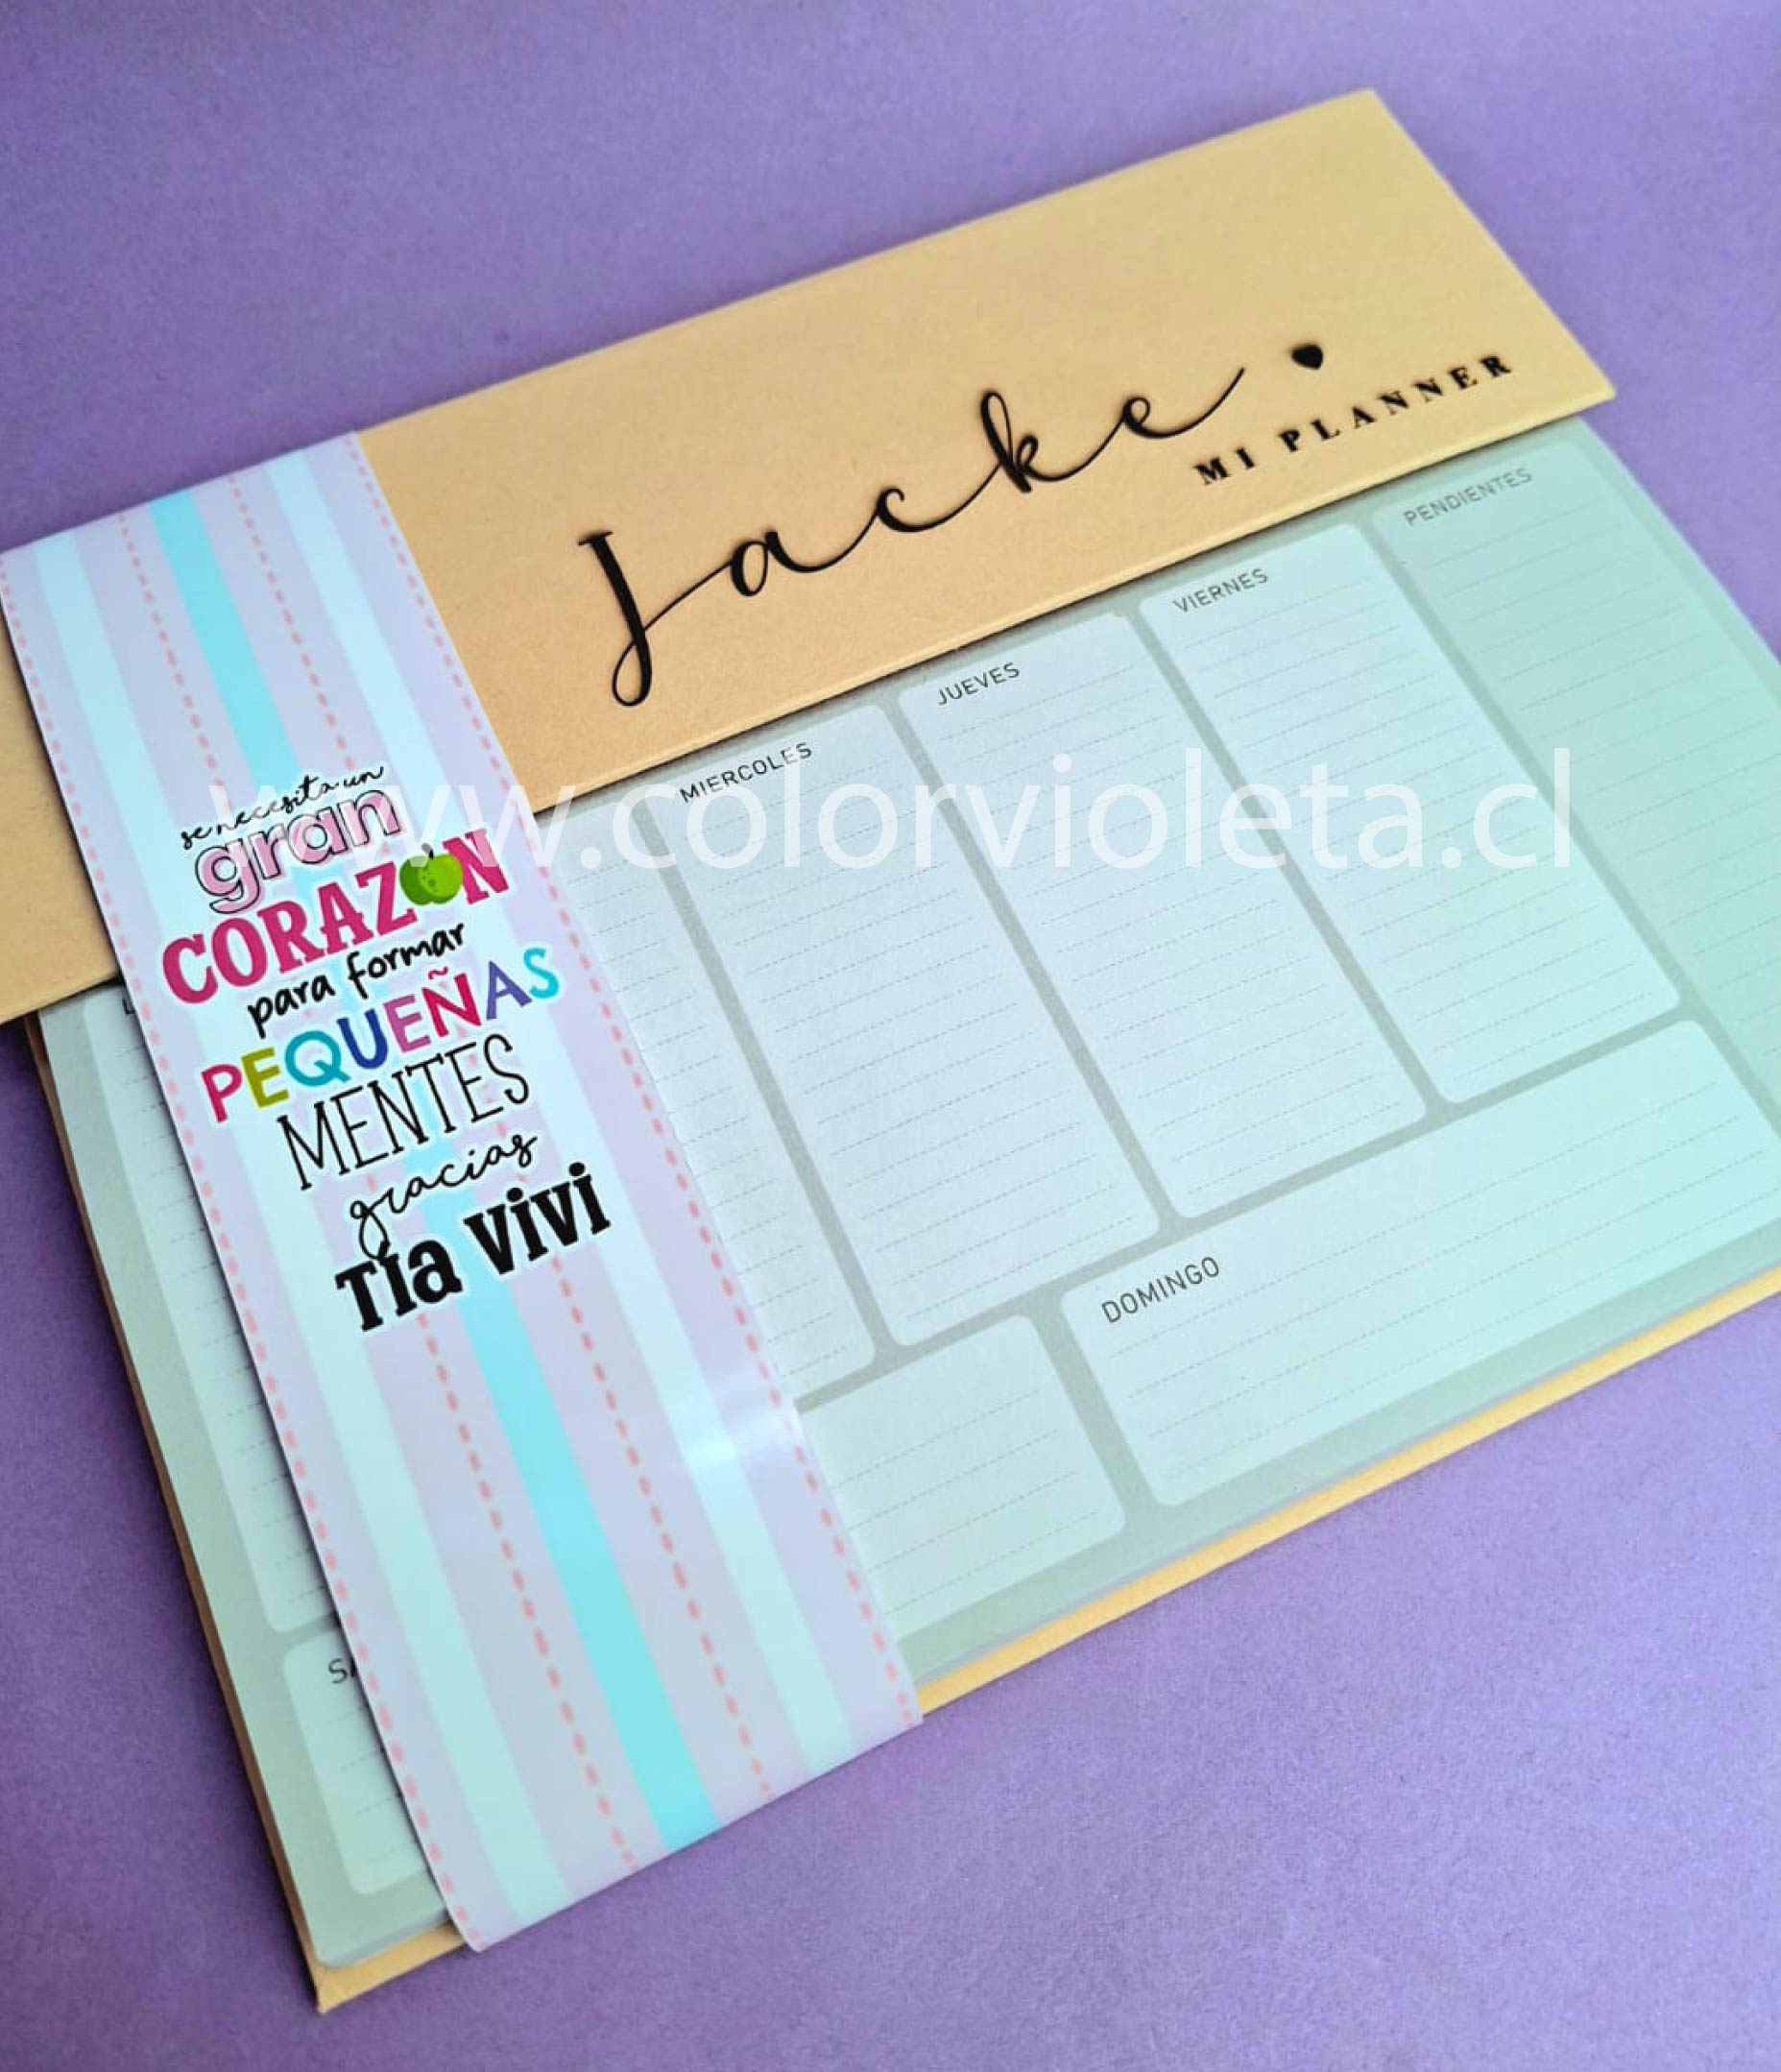 Jacke
MI PLANNER
PENDIENTES
VIERNES
JUEVES
MIERCOLES
www.colorvioleta.cl
se necesita un
gran
CORAZON
para formar
PEQUEÑAS
MENTES
gracias
Tía vivi
DOMINGO